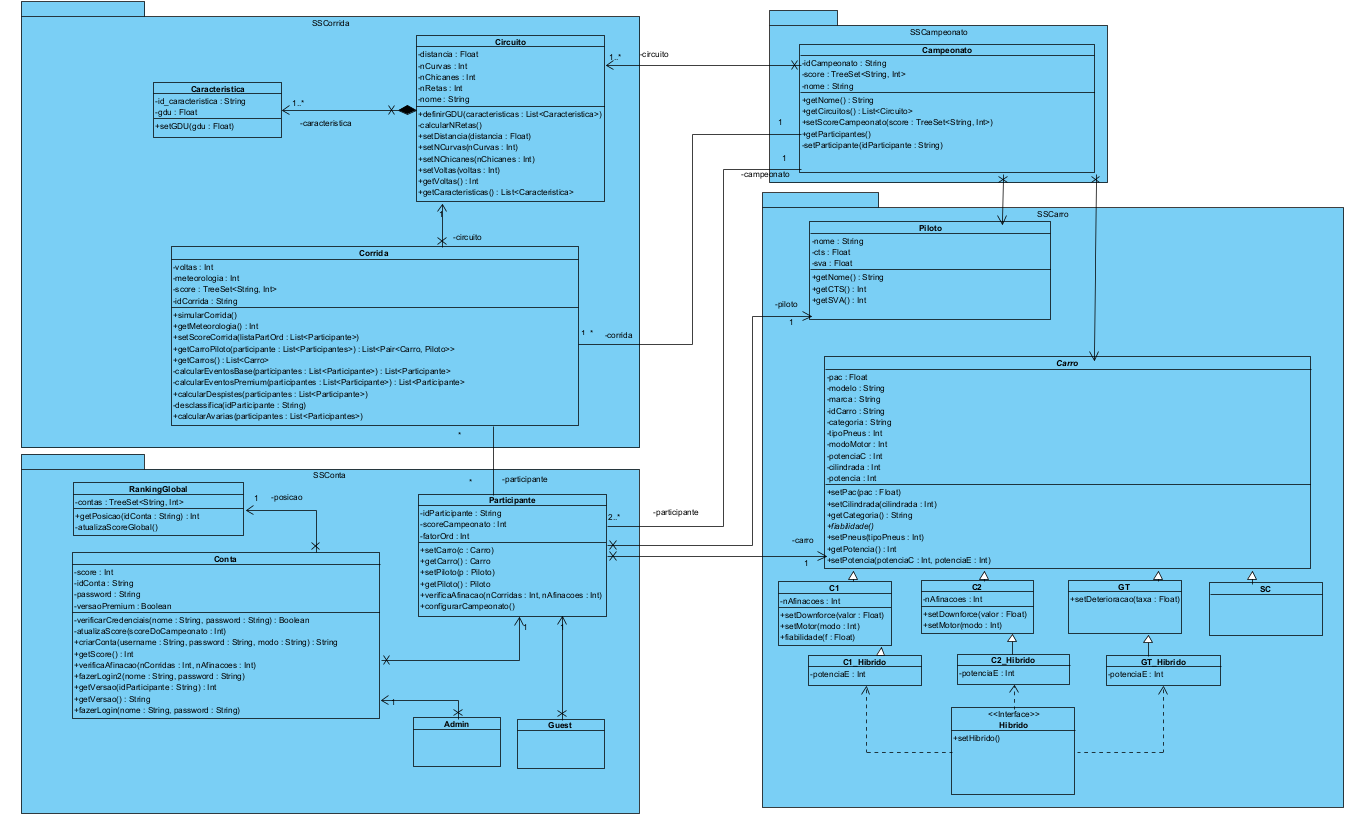 SSCorrida
Circuito
-distancia : Float
-nCurvas : Int
-nChicanes : Int
-nRetas : Int
-nome : String
+definirGDU(caracteristicas : List<Caracteristica>)
-calcularNRetas()
+setDistancia(distancia : Float)
+setNCurvas(nCurvas : Int)
+setNChicanes(nChicanes : Int)
+setVoltas(voltas : Int)
+getVoltas() : Int
+getCaracteristicas() : List<Caracteristica>
Caracteristica
-id_caracteristica : String
-gdu : Float
+setGDU(gdu : Float)
1..*
-caracteristica
1..*
-circuito
1
-circuito
Corrida
-voltas : Int
-meteorologia : Int
-score : TreeSet<String, Int>
-idCorrida : String
+simularCorrida()
+getMeteorologia() : Int
+setScoreCorrida(listaPartOrd : List<Participante>)
+getCarroPiloto(participante : List<Participantes>) : List<Pair<Carro, Piloto>>
+getCarros() : List<Carro>
-calcularEventosBase(participantes : List<Participante>) : List<Participante>
-calcularEventosPremium(participantes : List<Participante>) : List<Participante>
+calcularDespistes(participantes : List<Participante>)
-desclassifica(idParticipante : String)
+calcularAvarias(participantes : List<Participantes>)
1..*
-corrida
*
*
-participante
SSCampeonato
Campeonato
-idCampeonato : String
-score : TreeSet<String, Int>
-nome : String
+getNome() : String
+getCircuitos() : List<Circuito>
+setScoreCampeonato(score : TreeSet<String, Int>)
+getParticipantes()
-setParticipante(idParticipante : String)
1
1
-campeonato
SSCarro
Piloto
-nome : String
-cts : Float
-sva : Float
+getNome() : String
+getCTS() : Int
+getSVA() : Int
-piloto
1
Carro
-pac : Float
-modelo : String
-marca : String
-idCarro : String
-categoria : String
-tipoPneus : Int
-modoMotor : Int
-potenciaC : Int
-cilindrada : Int
-potencia : Int
+setPac(pac : Float)
+setCilindrada(cilindrada : Int)
+getCategoria() : String
+fiabilidade()
+setPneus(tipoPneus : Int)
+getPotencia() : Int
+setPotencia(potenciaC : Int, potenciaE : Int)
-carro
1
C1
-nAfinacoes : Int
+setDownforce(valor : Float)
+setMotor(modo : Int)
+fiabilidade(f : Float)
C2
-nAfinacoes : Int
+setDownforce(valor : Float)
+setMotor(modo : Int)
GT
+setDeterioracao(taxa : Float)
SC
C1_Hibrido
-potenciaE : Int
C2_Hibrido
-potenciaE : Int
GT_Hibrido
-potenciaE : Int
<<Interface>>
Hibrido
+setHibrido()
SSConta
RankingGlobal
-contas : TreeSet<String, Int>
+getPosicao(idConta : String) : Int
-atualizaScoreGlobal()
1
-posicao
Participante
-idParticipante : String
-scoreCampeonato : Int
-fatorOrd : Int
+setCarro(c : Carro)
+getCarro() : Carro
+setPiloto(p : Piloto)
+getPiloto() : Piloto
+verificaAfinacao(nCorridas : Int, nAfinacoes : Int)
+configurarCampeonato()
2..*
-participante
1
Conta
-score : Int
-idConta : String
-password : String
-versaoPremium : Boolean
-verificarCredenciais(nome : String, password : String) : Boolean
-atualizaScore(scoreDoCampeonato : Int)
+criarConta(username : String, password : String, modo : String) : String
+getScore() : Int
+verificaAfinacao(nCorridas : Int, nAfinacoes : Int)
+fazerLogin2(nome : String, password : String)
+getVersao(idParticipante : String) : Int
+getVersao() : String
+fazerLogin(nome : String, password : String)
1
Admin
1
Guest